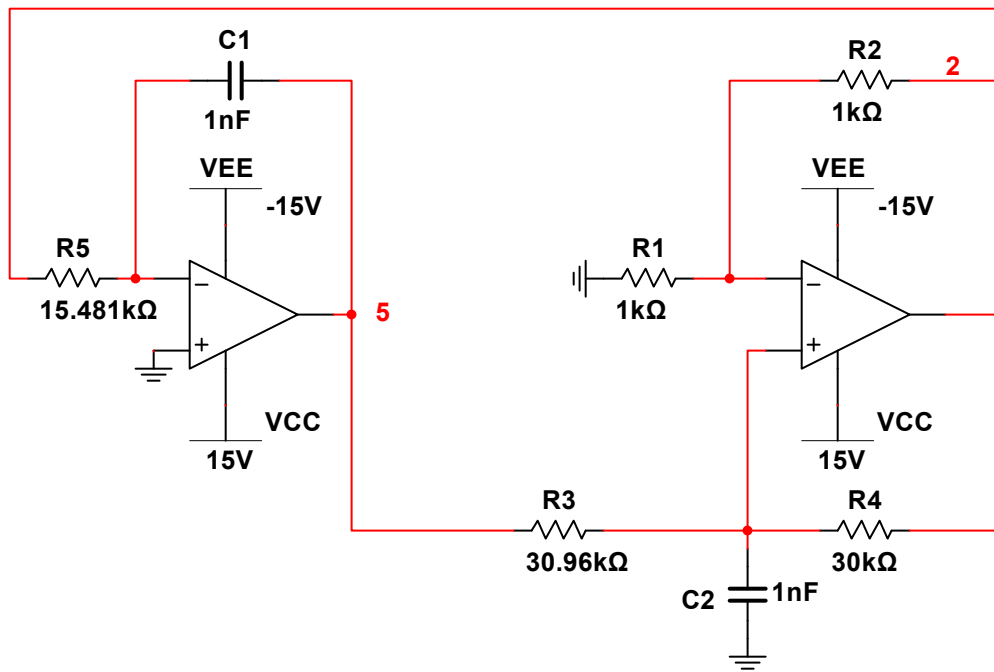 C1
1nF
R2
2
1kΩ
VEE
-15V
VEE
-15V
R5
15.481kΩ
R1
1kΩ
−
+
5
−
+
VCC
15V
VCC
15V
R3
30.96kΩ
R4
30kΩ
C2
1nF